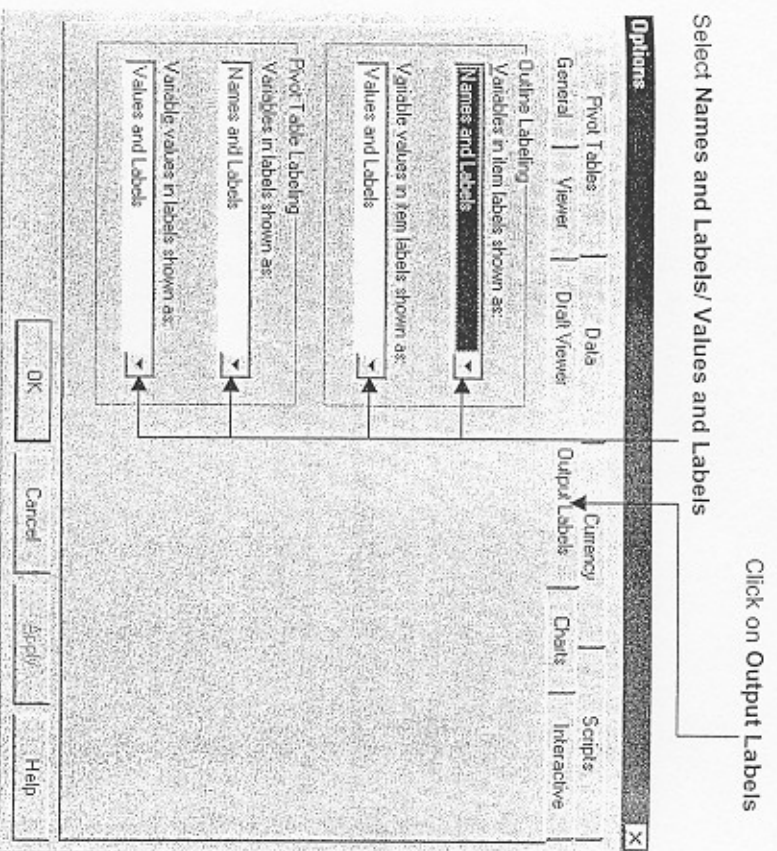 Click on Output Labels
Select Names and Labels/ Values and Labels
Options
Pivot Tables Data Currency Scripts
General Viewer Draft Viewer Output Labels Charts Interactive
Outline Labeling
Variables in item labels shown as:
Names and Labels
Variable values in item labels shown as:
Values and Labels
Pivot Table Labeling
Variables in labels shown as:
Names and Labels
Variable values in labels shown as:
Values and Labels
OK Cancel Apply Help